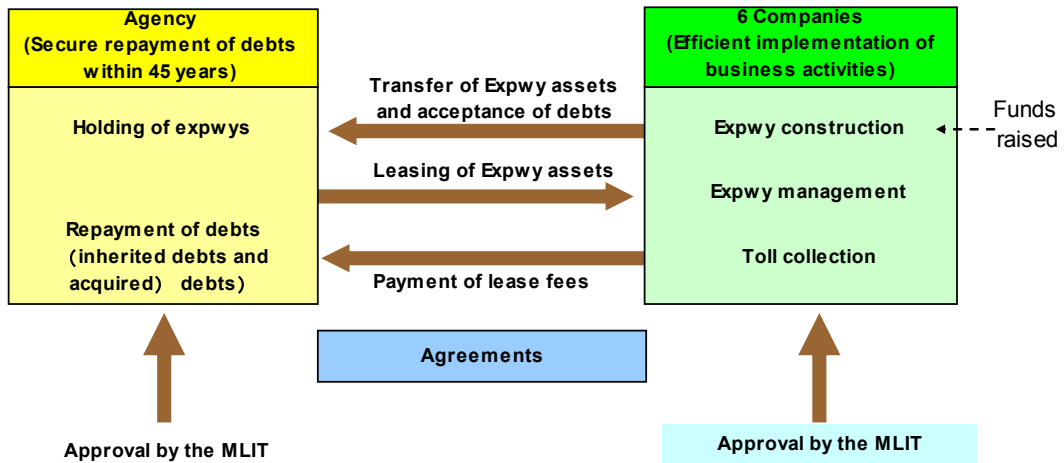 Agency
(Secure repayment of debts
within 45 years)
Holding of expwys
Repayment of debts
(inherited debts and
acquired） debts)
Transfer of Expwy assets
and acceptance of debts
Leasing of Expwy assets
Payment of lease fees
Agreements
6 Companies
(Efficient implementation of
business activities)
Expwy construction
Expwy management
Toll collection
Funds
raised
Approval by the MLIT
Approval by the MLIT